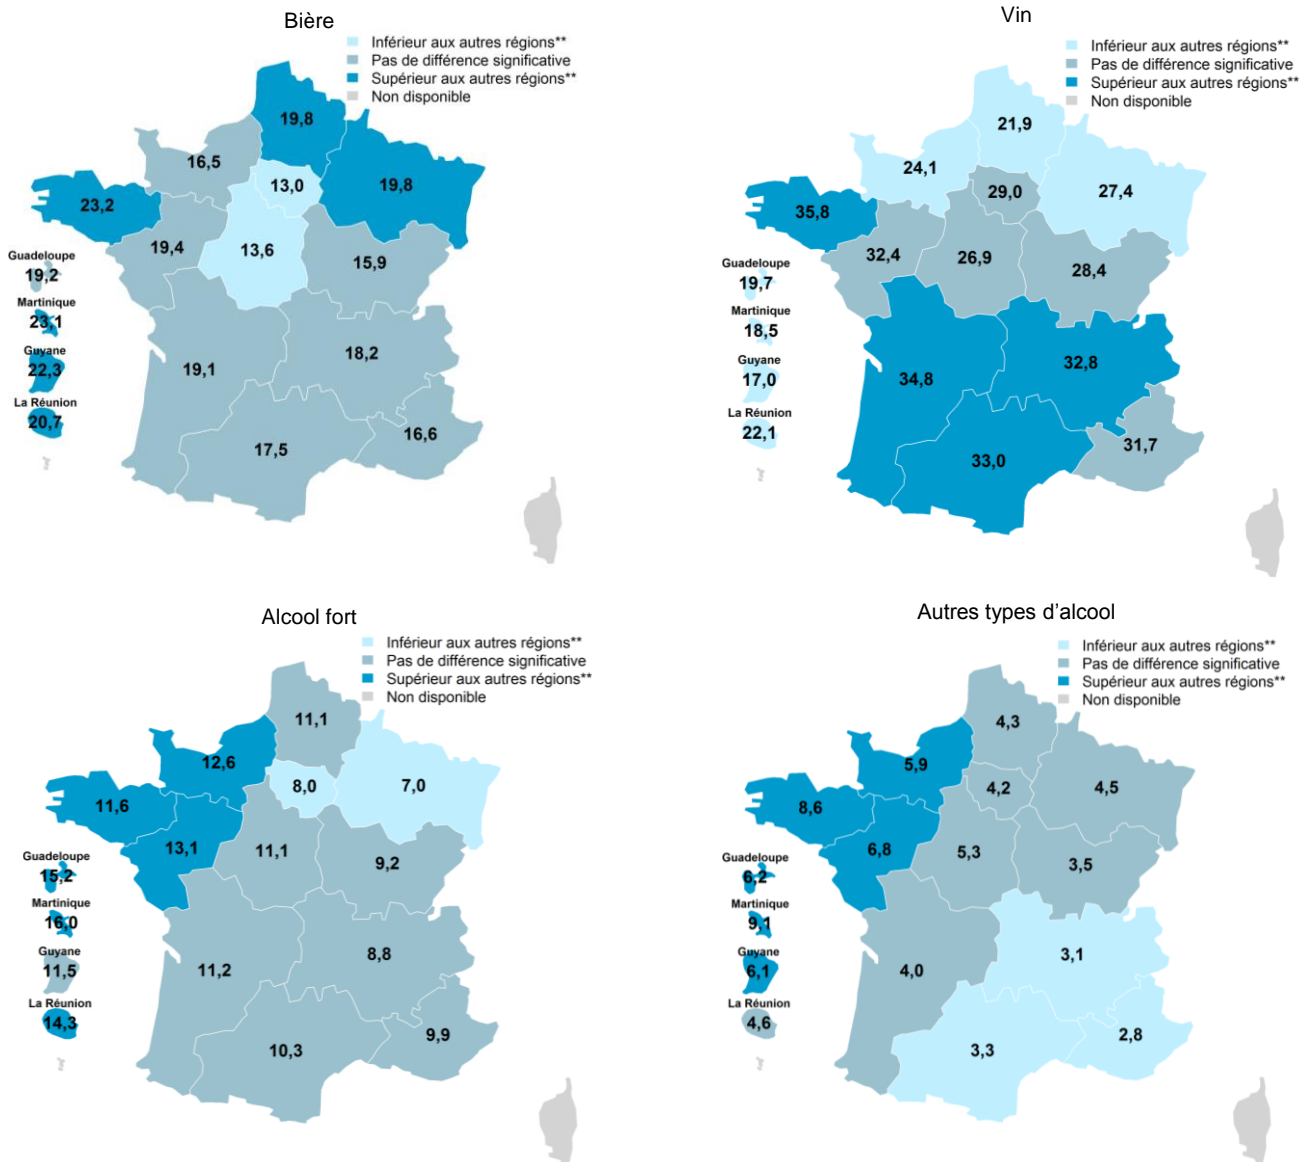 Bière
Inférieur aux autres régions**
Pas de différence significative
Supérieur aux autres régions**
Non disponible
19,8
16,5
13,0
19,8
23,2
19,4
13,6
15,9
Guadeloupe
19,2
Martinique
23,1
Guyane
22,3
La Réunion
20,7
18,2
19,1
16,6
17,5
Vin
Inférieur aux autres régions**
Pas de différence significative
Supérieur aux autres régions**
Non disponible
21,9
24,1
29,0
27,4
35,8
32,4
26,9
28,4
Guadeloupe
19,7
Martinique
18,5
Guyane
17,0
La Réunion
22,1
32,8
34,8
31,7
33,0
Alcool fort
Inférieur aux autres régions**
Pas de différence significative
Supérieur aux autres régions**
Non disponible
11,1
12,6
8,0
7,0
11,6
13,1
11,1
9,2
Guadeloupe
15,2
Martinique
16,0
Guyane
11,5
La Réunion
14,3
8,8
11,2
9,9
10,3
Autres types d'alcool
Inférieur aux autres régions**
Pas de différence significative
Supérieur aux autres régions**
Non disponible
4,3
5,9
4,2
4,5
8,6
6,8
5,3
3,5
Guadeloupe
6,2
Martinique
9,1
Guyane
6,1
La Réunion
4,6
3,1
4,0
2,8
3,3